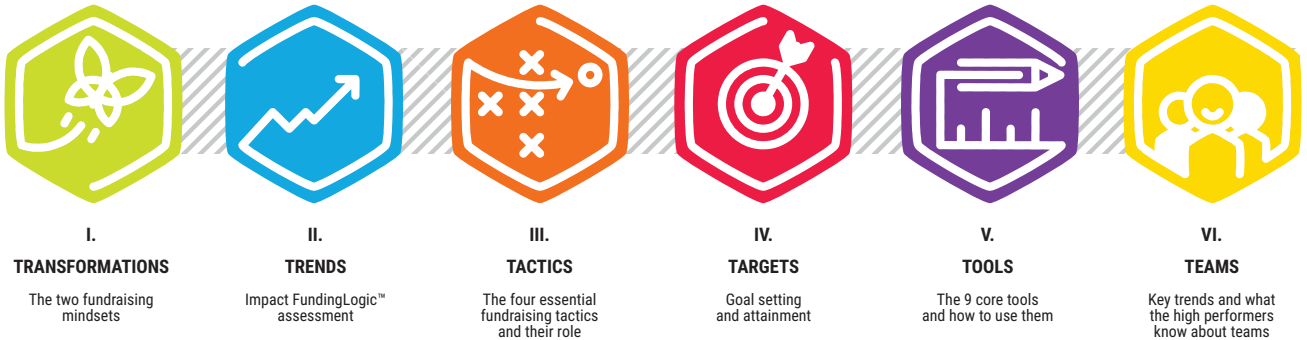 I.
TRANSFORMATIONS
The two fundraising
mindsets
II.
TRENDS
Impact FundingLogic™
assessment
III.
TACTICS
The four essential
fundraising tactics
and their role
IV.
TARGETS
Goal setting
and attainment
V.
TOOLS
The 9 core tools
and how to use them
VI.
TEAMS
Key trends and what
the high performers
know about teams